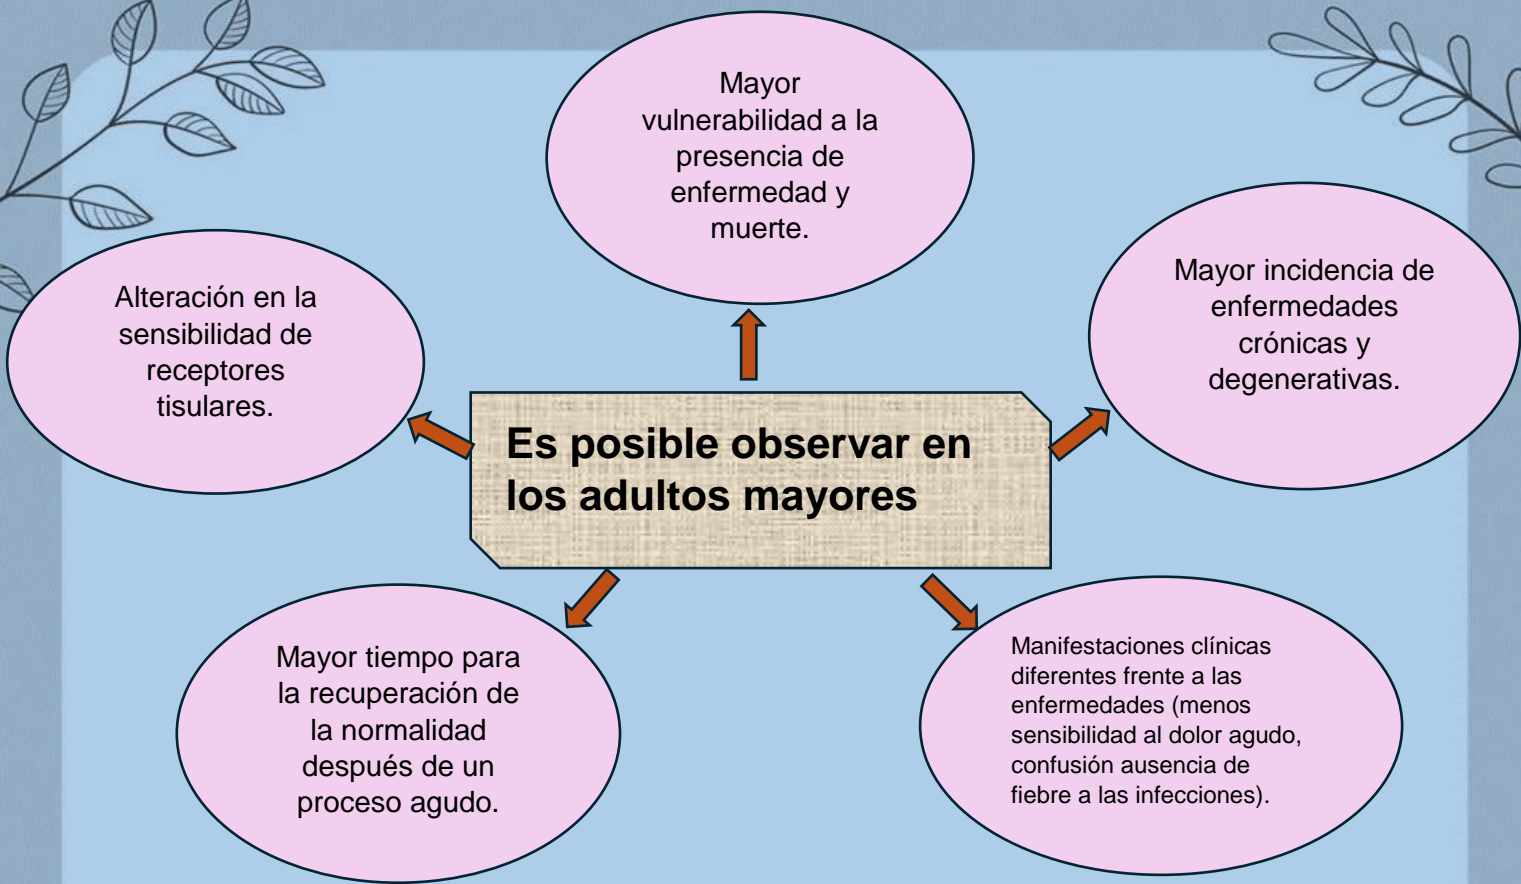 Mayor
vulnerabilidad a la
presencia de
enfermedad y
muerte.
Alteración en la
sensibilidad de
receptores
tisulares.
Mayor incidencia de
enfermedades
crónicas y
degenerativas.
Es posible observar en
los adultos mayores
Mayor tiempo para
la recuperación de
la normalidad
después de un
proceso agudo.
Manifestaciones clínicas
diferentes frente a las
enfermedades (menos
sensibilidad al dolor agudo,
confusión ausencia de
fiebre a las infecciones).